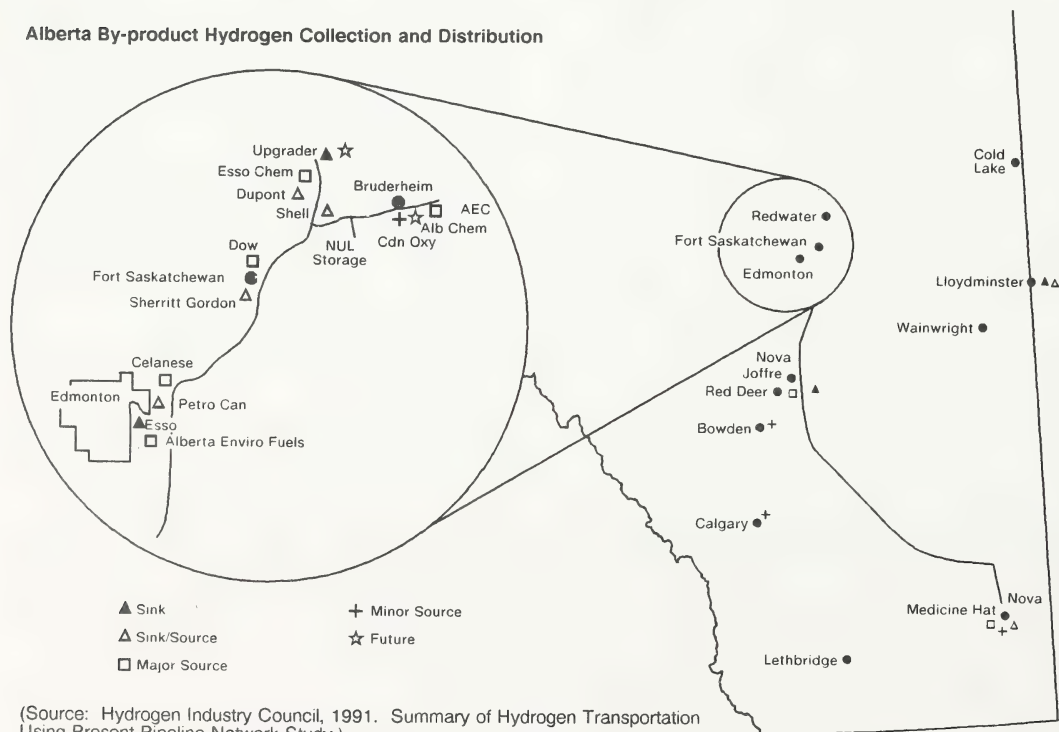 Alberta By-product Hydrogen Collection and Distribution
Upgrader
Esso Chem
Dupont
Shell
Bruderheim
AEC
Alb Chem
Cdn Oxy
NUL
Storage
Dow
Fort Saskatchewan
Sherritt Gordon
Celanese
Edmonton
Petro Can
Esso
Alberta Enviro Fuels
Cold
Lake
Redwater
Fort Saskatchewan
Edmonton
Lloydminster
Wainwright
Nova
Joffre
Red Deer
Bowden
Calgary
Nova
Medicine Hat
Lethbridge
Sink
Sink/Source
Major Source
Minor Source
Future
(Source: Hydrogen Industry Council, 1991. Summary of Hydrogen Transportation
Using Present Pipeline Network Study.)